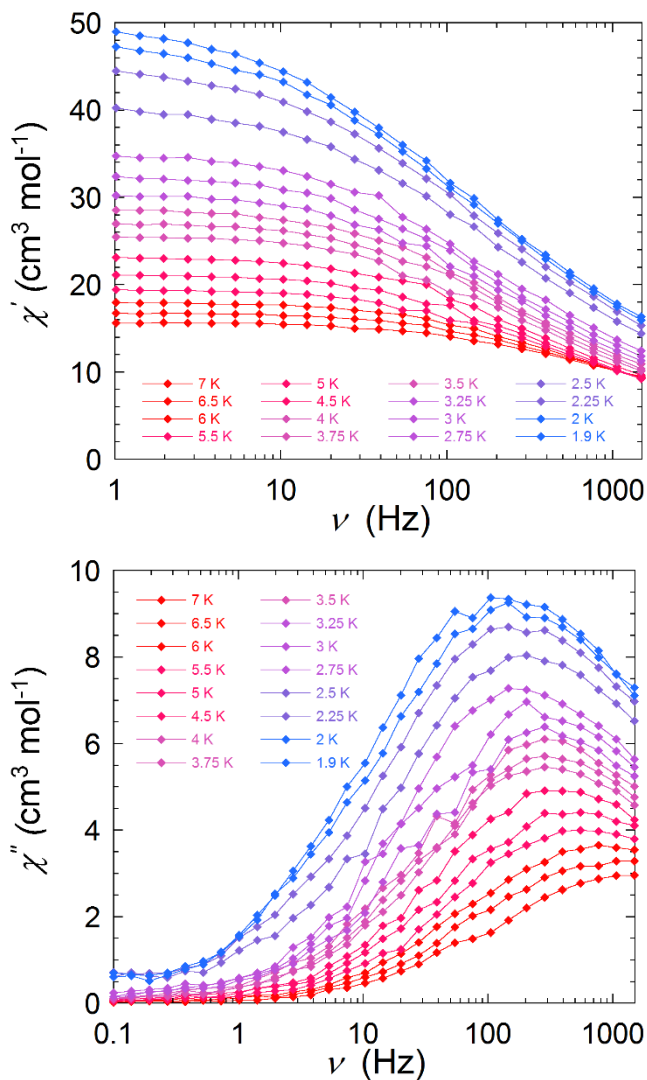 50
40
30
20
10
0
χ′ (cm³ mol⁻¹)
7 K 5 K 3.5 K 2.5 K
6.5 K 4.5 K 3.25 K 2.25 K
6 K 4 K 3 K 2 K
5.5 K 3.75 K 2.75 K 1.9 K
1 10 100 1000
ν (Hz)
10
8
6
4
2
0
χ″ (cm³ mol⁻¹)
7 K 3.5 K
6.5 K 3.25 K
6 K 3 K
5.5 K 2.75 K
5 K 2.5 K
4.5 K 2.25 K
4 K 2 K
3.75 K 1.9 K
0.1 1 10 100 1000
ν (Hz)